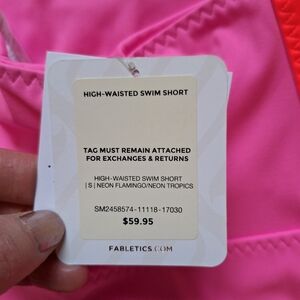 HIGH-WAISTED SWIM SHORT
TAG MUST REMAIN ATTACHED
FOR EXCHANGES & RETURNS
HIGH-WAISTED SWIM SHORT
| S | NEON FLAMINGO/NEON TROPICS
SM2458574-11118-17030
$59.95
FABLETICS.COM